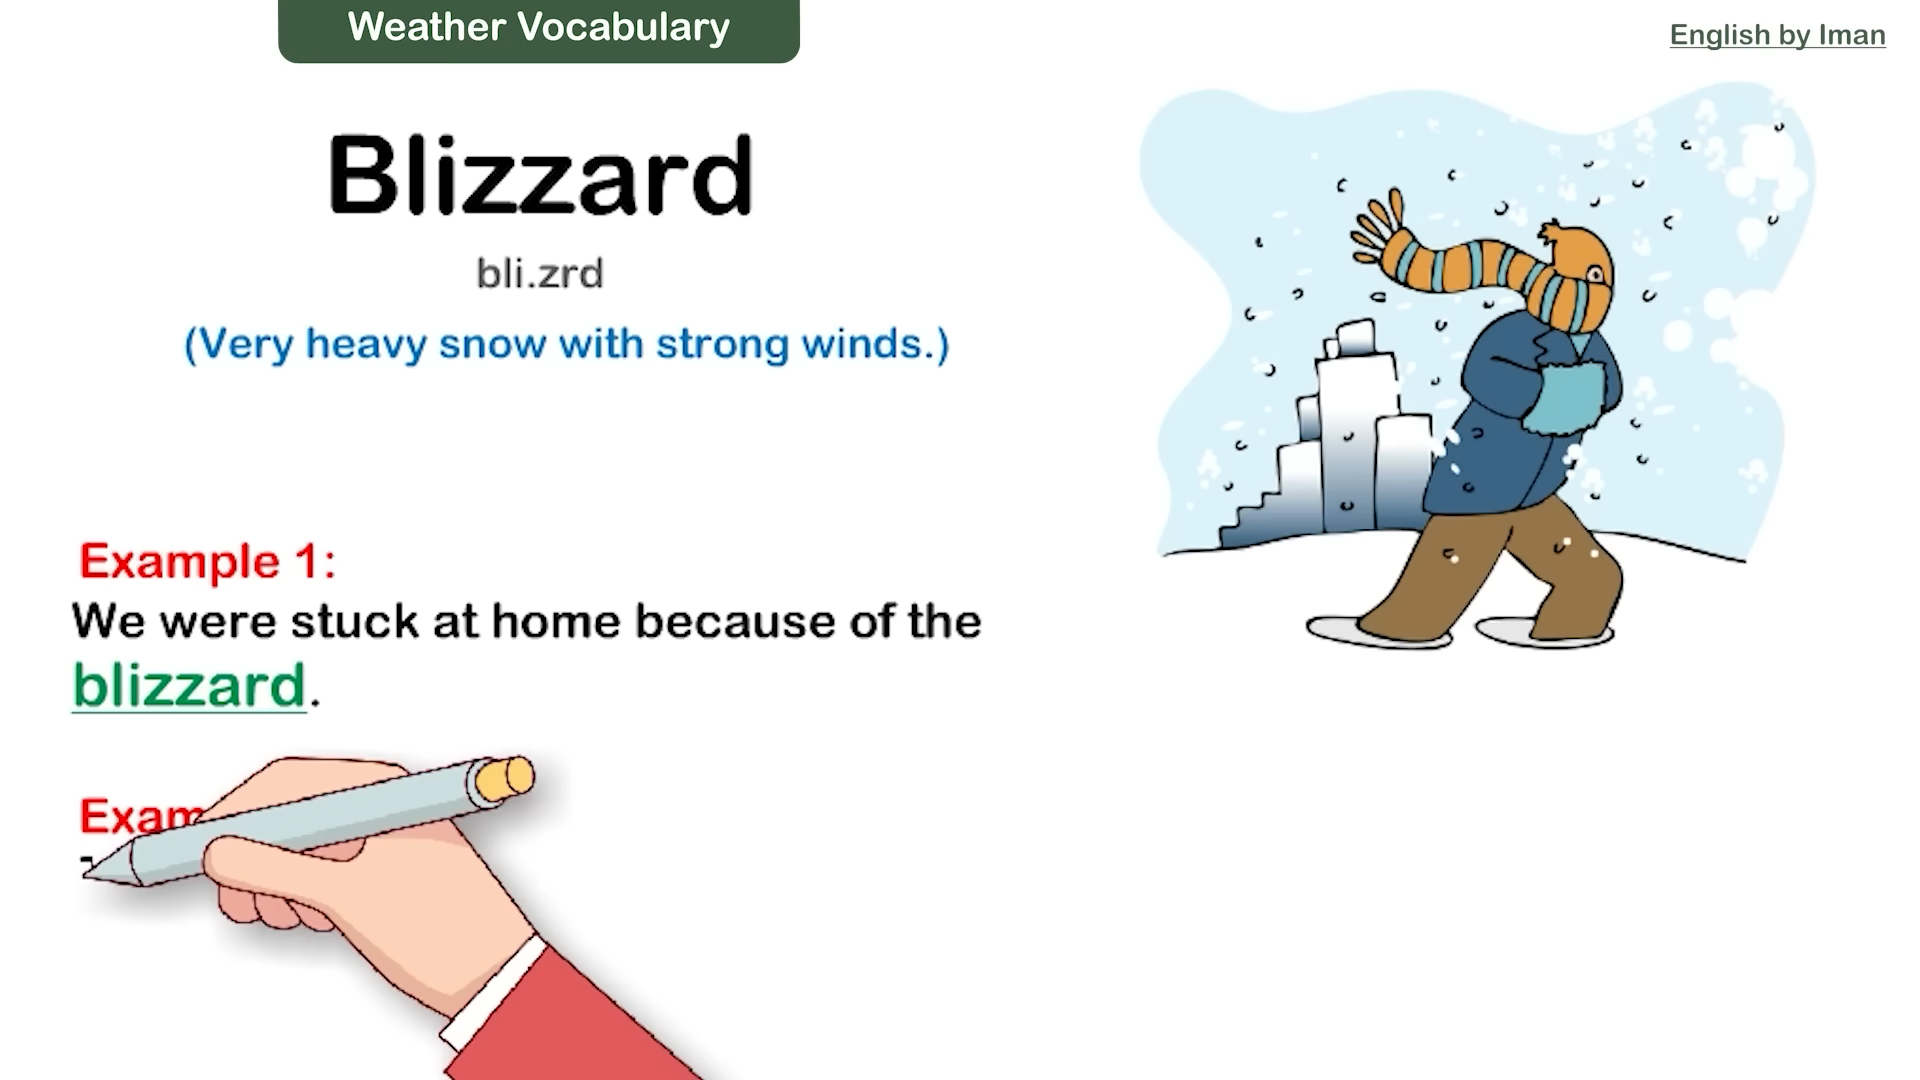 Weather Vocabulary
English by Iman
Blizzard
bli.zrd
(Very heavy snow with strong winds.)
Example 1:
We were stuck at home because of the
blizzard.
Exam